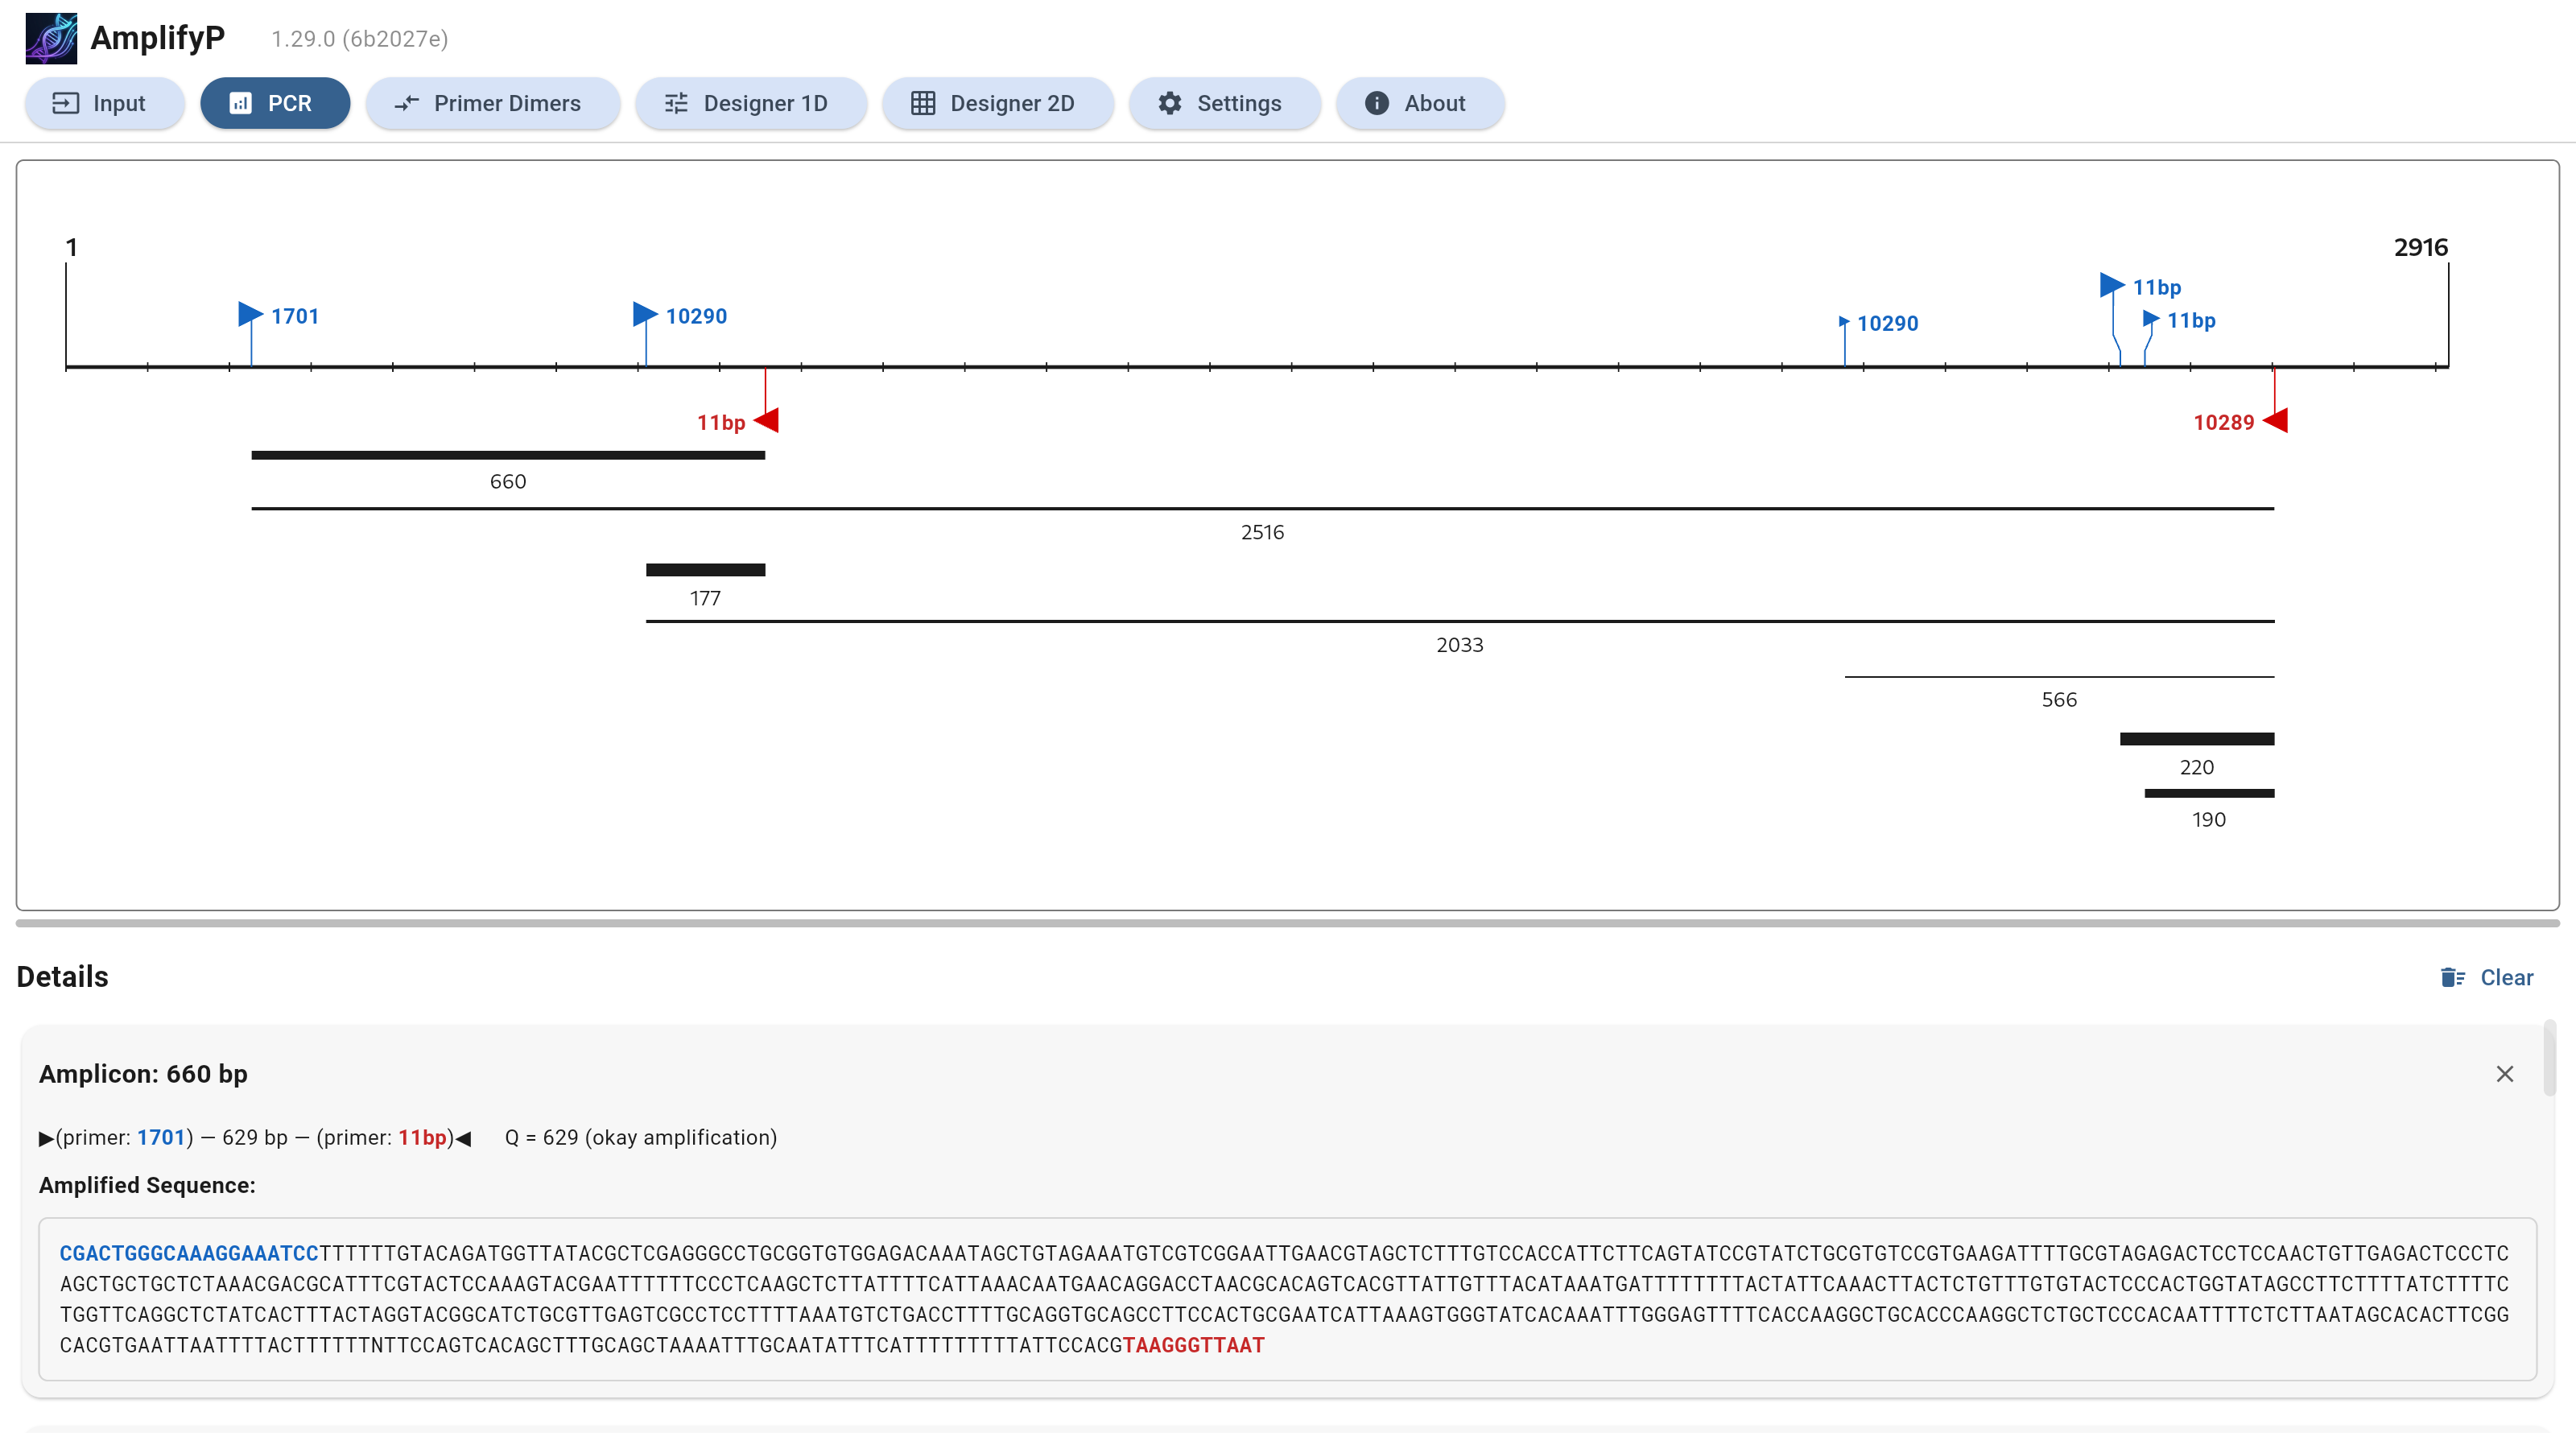 AmplifyP 1.29.0 (6b2027e)
Input PCR Primer Dimers Designer 1D Designer 2D Settings About
1 2916
11bp
1701 10290 10290 11bp
11bp 10289
660
2516
177
2033
566
220
190
Details Clear
Amplicon: 660 bp
▶(primer: 1701) — 629 bp — (primer: 11bp)◀ Q = 629 (okay amplification)
Amplified Sequence:
CGACTGGGCAAAGGAAATCCTTTTTTGTACAGATGGTTATACGCTCGAGGGCCTGCGGTGTGGAGACAAATAGCTGTAGAAATGTCGTCGGAATTGAACGTAGCTCTTTGTCCACCATTCTTCAGTATCCGTATCTGCGTGTCCGTGAAGATTTTGCGTAGAGACTCCTCCAACTGTTGAGACTCCCTC
AGCTGCTGCTCTAAACGACGCATTTCGTACTCCAAAGTACGAATTTTTTCCCTCAAGCTCTTATTTTCATTAAACAATGAACAGGACCTAACGCACAGTCACGTTATTGTTTACATAAATGATTTTTTTTACTATTCAAACTTACTCTGTTTGTGTACTCCCACTGGTATAGCCTTCTTTTATCTTTTC
TGGTTCAGGCTCTATCACTTTACTAGGTACGGCATCTGCGTTGAGTCGCCTCCTTTTAAATGTCTGACCTTTTGCAGGTGCAGCCTTCCACTGCGAATCATTAAAGTGGGTATCACAAATTTGGGAGTTTTCACCAAGGCTGCACCCAAGGCTCTGCTCCCACAATTTTCTCTTAATAGCACACTTCGG
CACGTGAATTAATTTTACTTTTTTNTTCCAGTCACAGCTTTGCAGCTAAAATTTGCAATATTTCATTTTTTTTTATTCCACGTAAGGGTTAAT